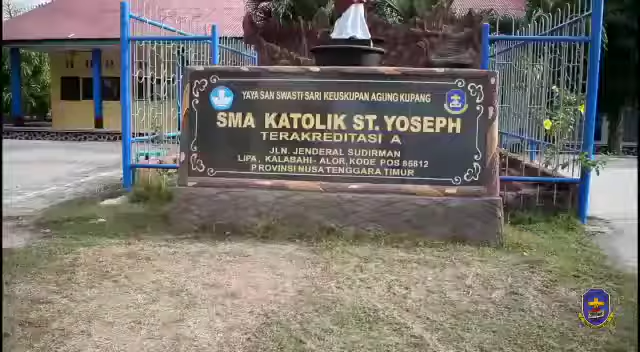 YAYASAN SWASTI SARI KEUSKUPAN AGUNG KUPANG
SMA KATOLIK ST. YOSEPH
TERAKREDITASI A
JLN. JENDERAL SUDIRMAN
LIPA, KALABAHI- ALOR, KODE POS 85812
PROVINSI NUSA TENGGARA TIMUR